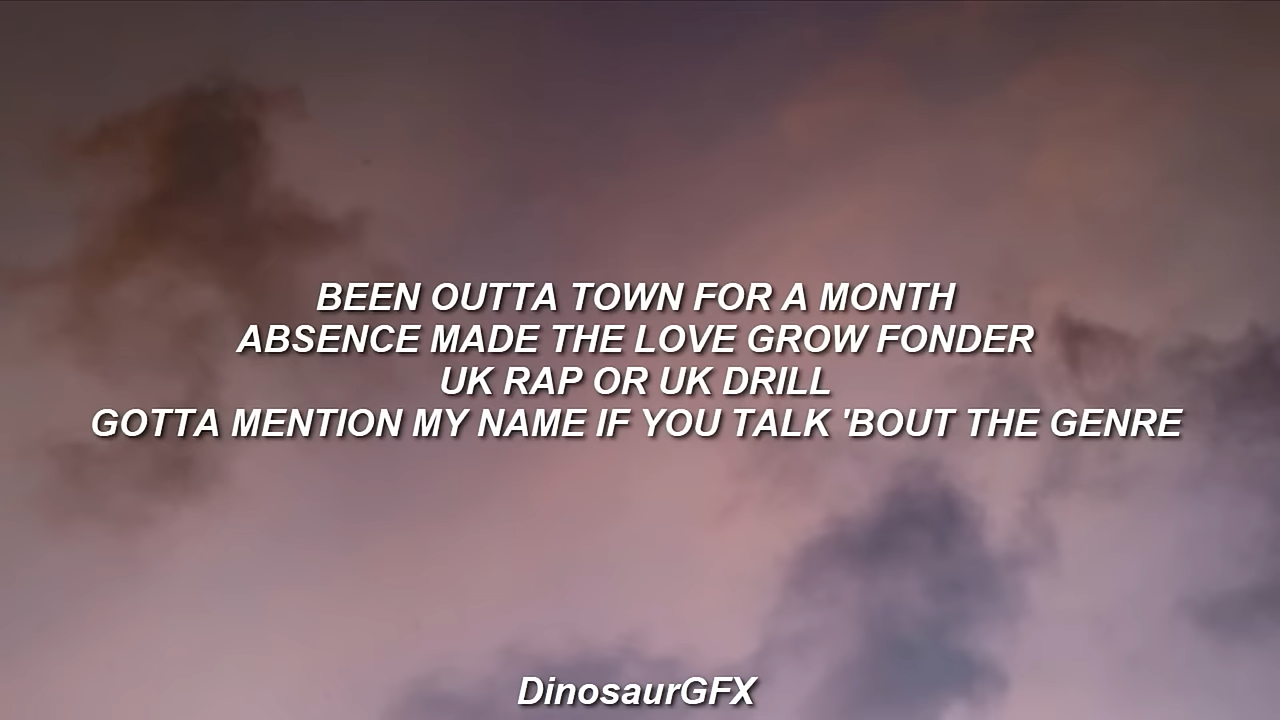 BEEN OUTTA TOWN FOR A MONTH
ABSENCE MADE THE LOVE GROW FONDER
UK RAP OR UK DRILL
GOTTA MENTION MY NAME IF YOU TALK 'BOUT THE GENRE
DinosaurGFX